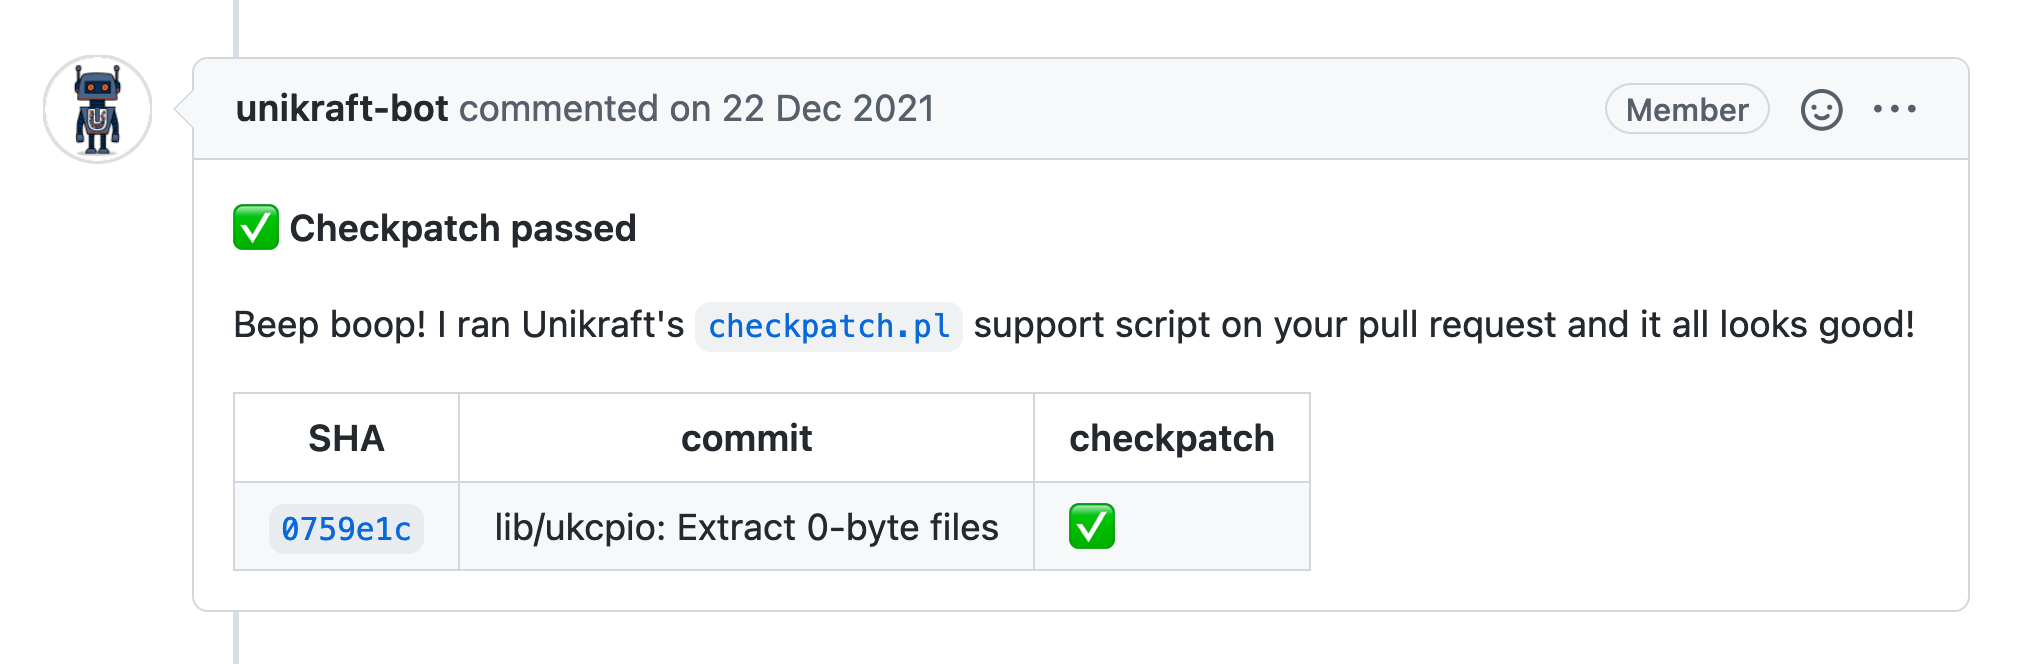 unikraft-bot commented on 22 Dec 2021
Member
✅ Checkpatch passed
Beep boop! I ran Unikraft's checkpatch.pl support script on your pull request and it all looks good!
SHA commit checkpatch
0759e1c lib/ukcpio: Extract 0-byte files ✅